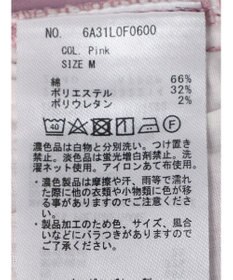 NO. 6A31L0F0600
COL. Pink
SIZE M
綿 66%
ポリエステル 32%
ポリウレタン 2%
40
F
濃色品は白物と分別洗い。つけ置き
禁止。淡色品は蛍光増白剤禁止。洗
濯ネット使用。アイロンあて布使用。
・濃色製品は摩擦や汗、雨等で濡れ
た際に他の衣類や小物類に色が移
る事がありますのでご注意くださ
い。
・製品加工のため色、サイズ、風合
いなどにバラつきがありますのでご
注意ください。